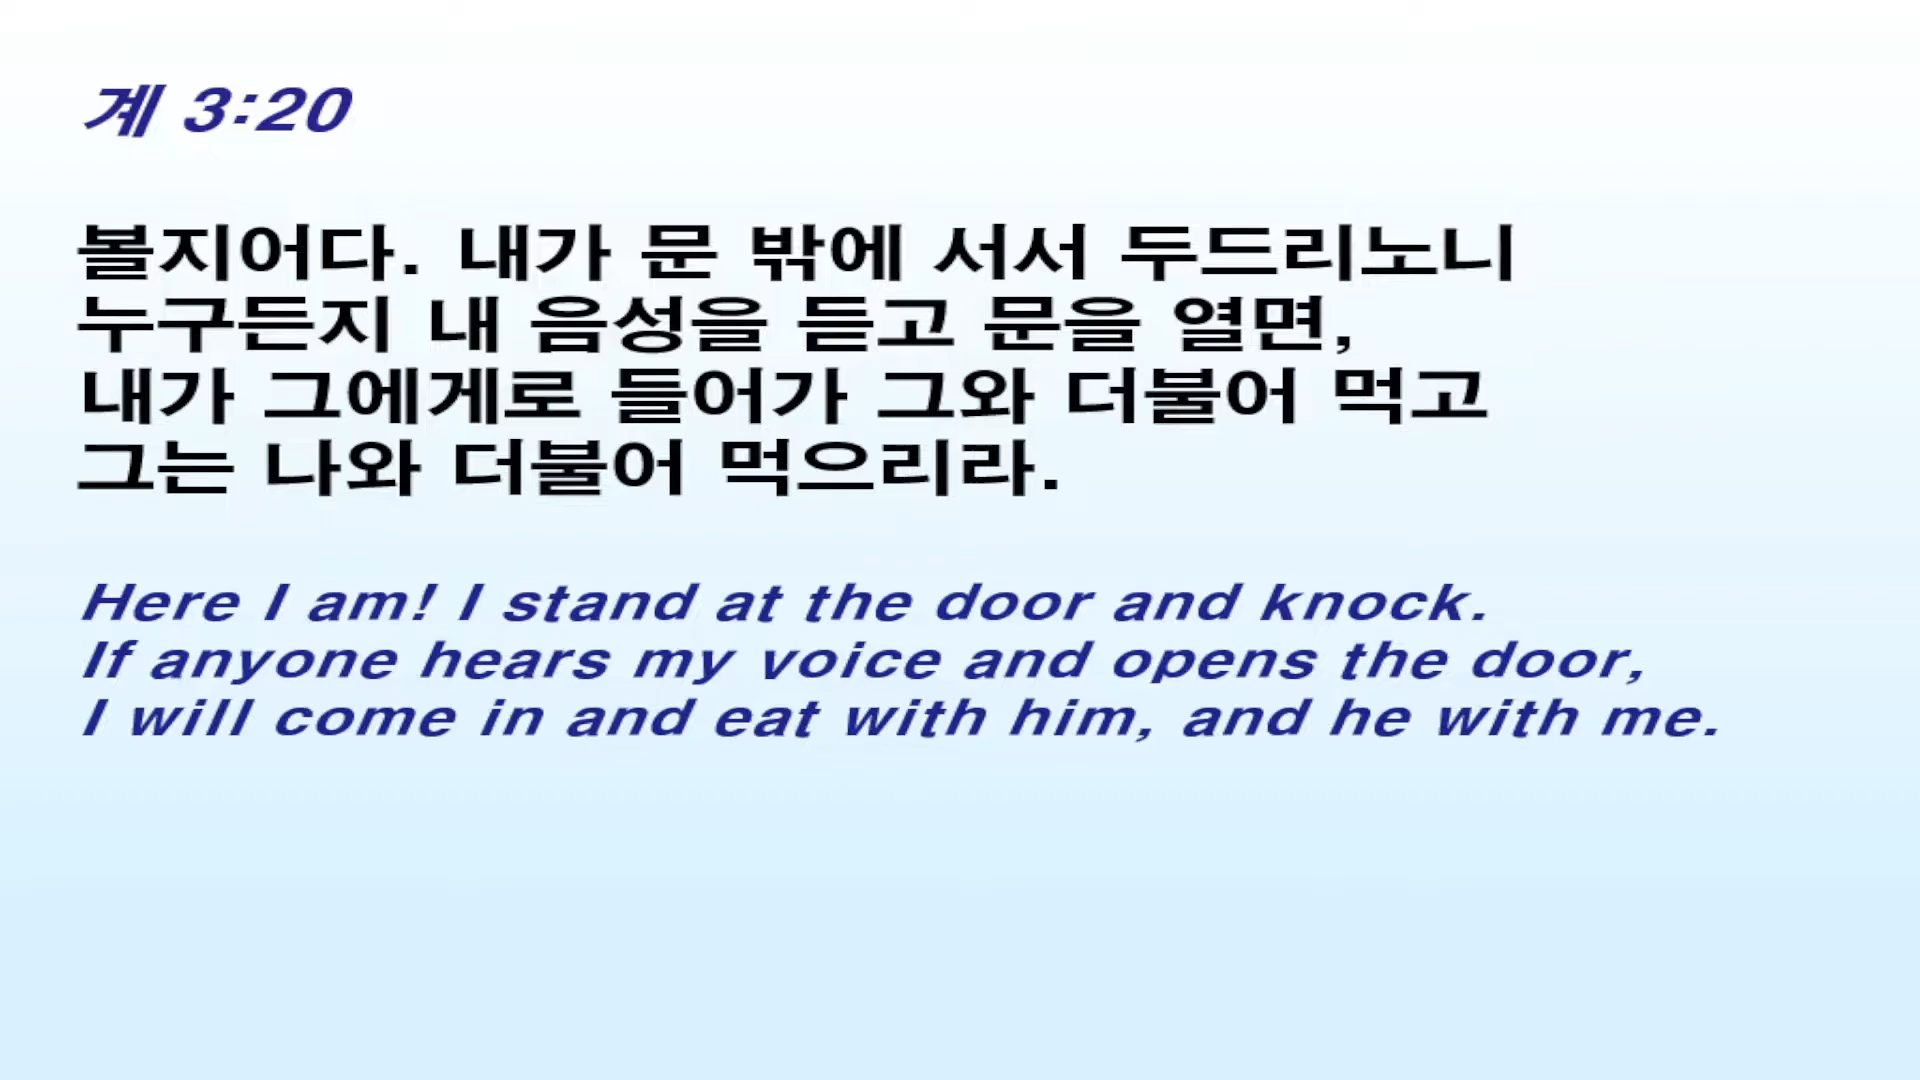 계 3:20
볼지어다. 내가 문 밖에 서서 두드리노니
누구든지 내 음성을 듣고 문을 열면,
내가 그에게로 들어가 그와 더불어 먹고
그는 나와 더불어 먹으리라.
Here I am! I stand at the door and knock.
If anyone hears my voice and opens the door,
I will come in and eat with him, and he with me.